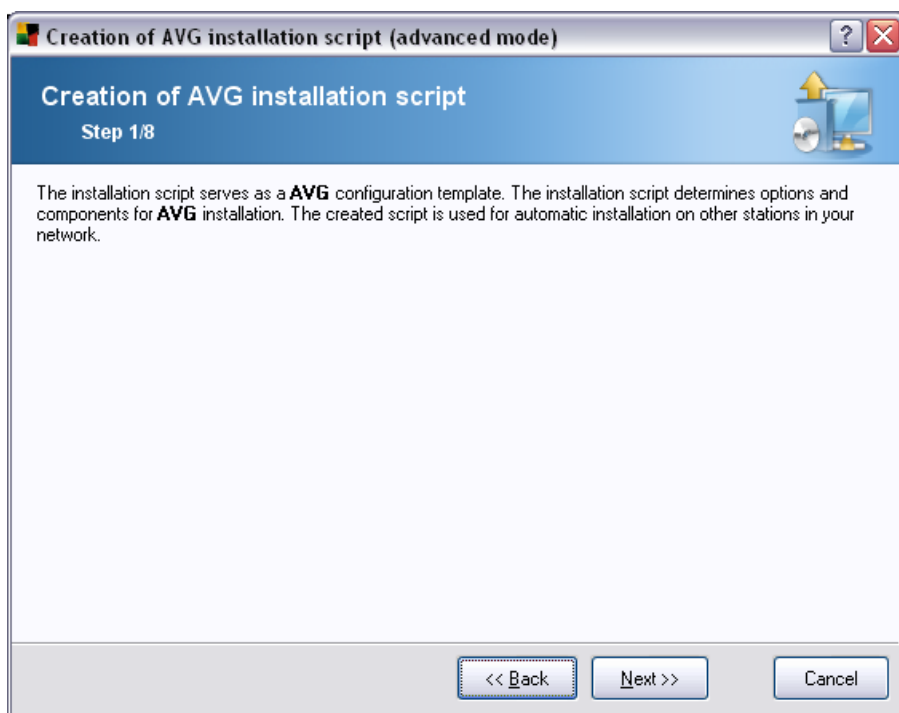 Creation of AVG installation script (advanced mode)
Creation of AVG installation script
Step 1/8
The installation script serves as a AVG configuration template. The installation script determines options and
components for AVG installation. The created script is used for automatic installation on other stations in your
network.
<< Back
Next >>
Cancel